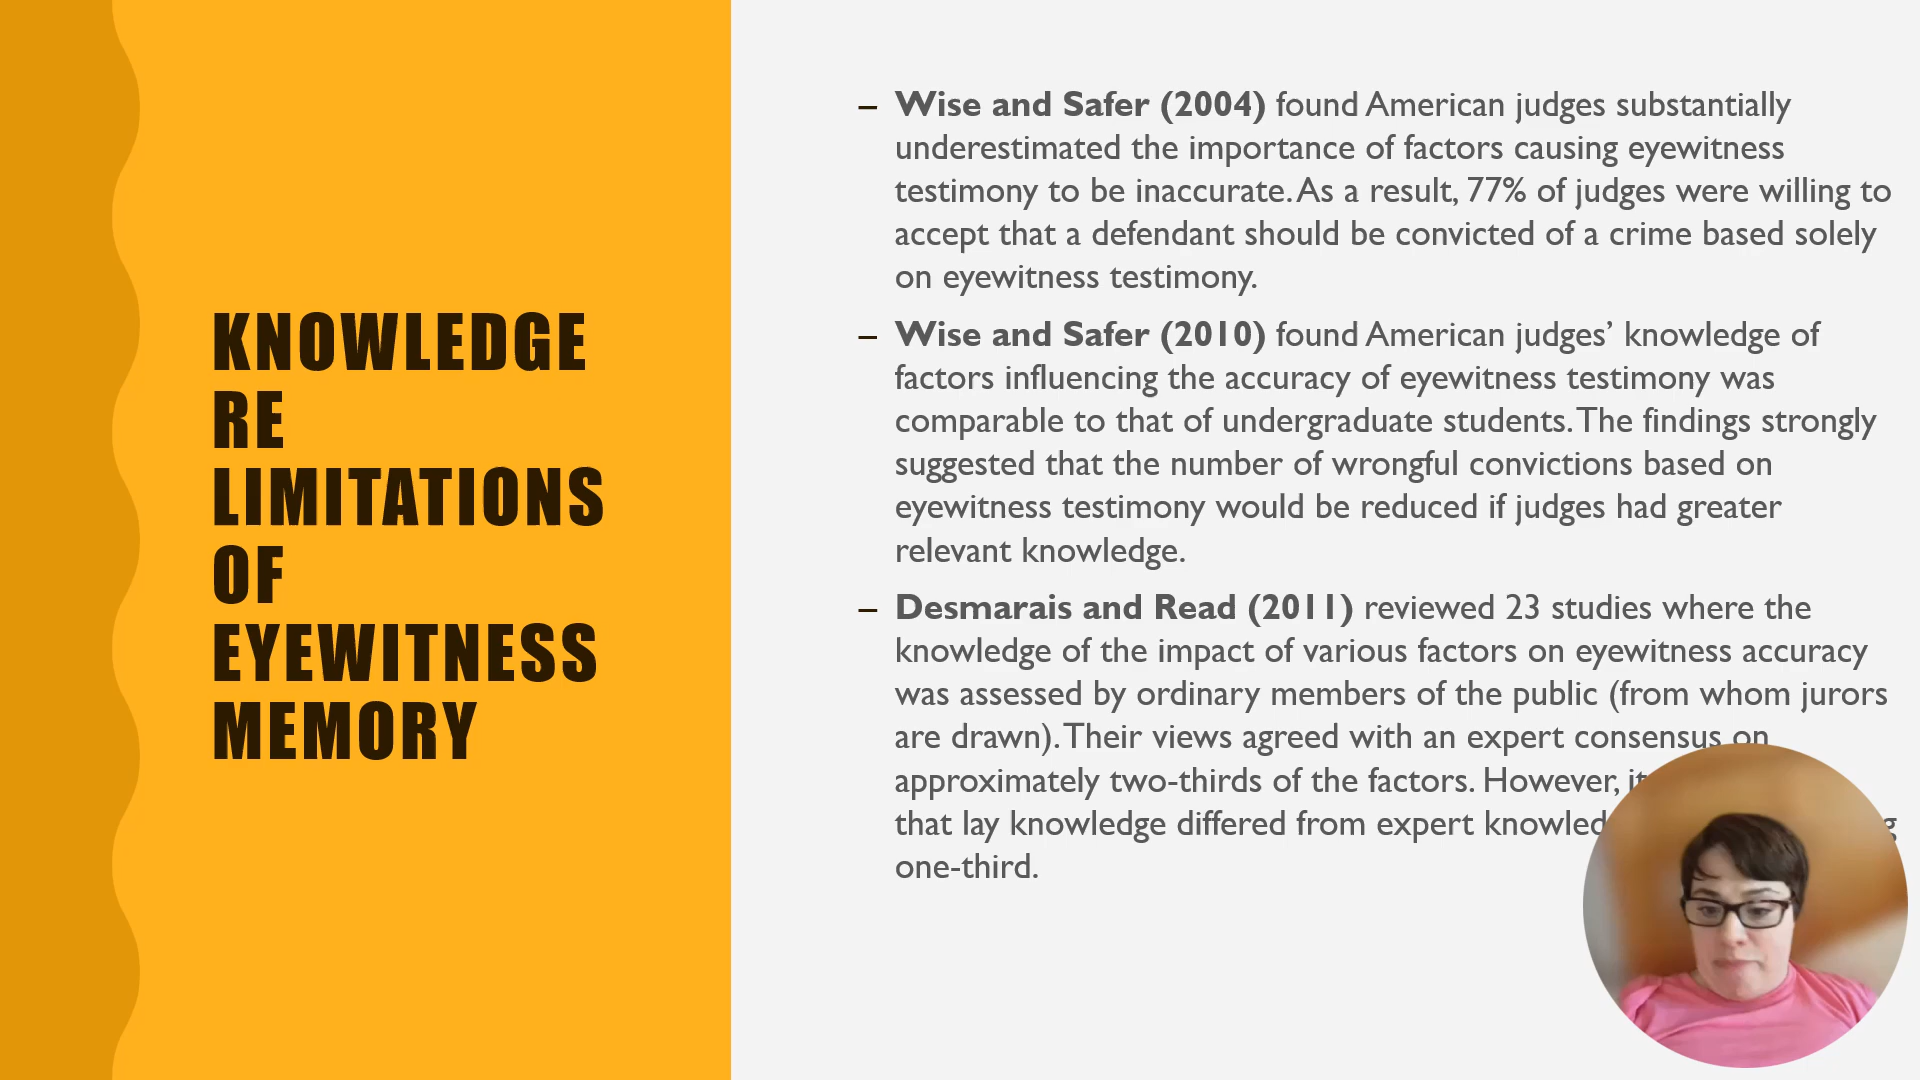 KNOWLEDGE
RE
LIMITATIONS
OF
EYEWITNESS
MEMORY
– Wise and Safer (2004) found American judges substantially
underestimated the importance of factors causing eyewitness
testimony to be inaccurate. As a result, 77% of judges were willing to
accept that a defendant should be convicted of a crime based solely
on eyewitness testimony.
– Wise and Safer (2010) found American judges’ knowledge of
factors influencing the accuracy of eyewitness testimony was
comparable to that of undergraduate students. The findings strongly
suggested that the number of wrongful convictions based on
eyewitness testimony would be reduced if judges had greater
relevant knowledge.
– Desmarais and Read (2011) reviewed 23 studies where the
knowledge of the impact of various factors on eyewitness accuracy
was assessed by ordinary members of the public (from whom jurors
are drawn). Their views agreed with an expert consensus on
approximately two-thirds of the factors. However,
that lay knowledge differed from expert
one-third.